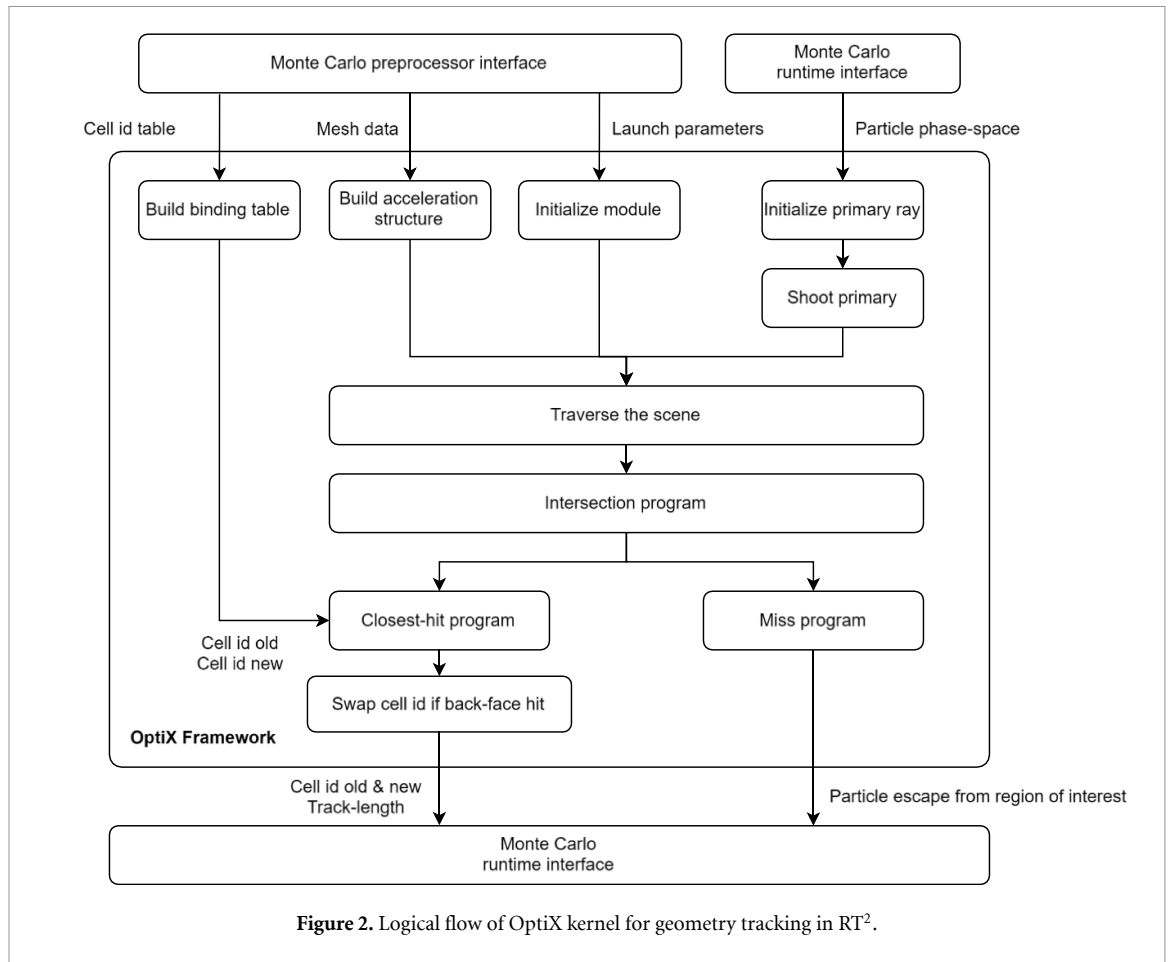 Monte Carlo preprocessor interface
Monte Carlo
runtime interface
Cell id table
Mesh data
Launch parameters
Particle phase-space
Build binding table
Build acceleration
structure
Initialize module
Initialize primary ray
Shoot primary
Traverse the scene
Intersection program
Closest-hit program
Miss program
Cell id old
Cell id new
Swap cell id if back-face hit
OptiX Framework
Cell id old & new
Track-length
Particle escape from region of interest
Monte Carlo
runtime interface
Figure 2. Logical flow of OptiX kernel for geometry tracking in RT².